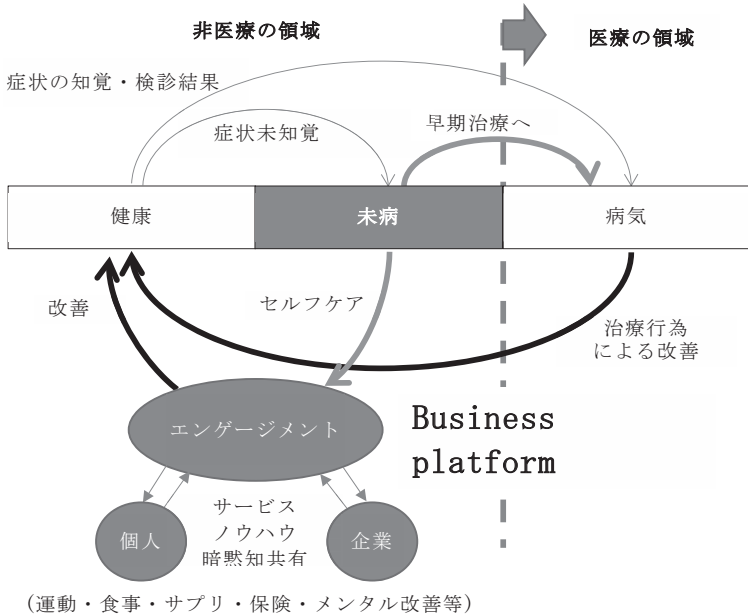 非医療の領域
医療の領域
症状の知覚・検診結果
症状未知覚
早期治療へ
健康
未病
病気
改善
セルフケア
治療行為
による改善
エンゲージメント
Business
platform
個人
サービス
ノウハウ
暗黙知共有
企業
(運動・食事・サプリ・保険・メンタル改善等)